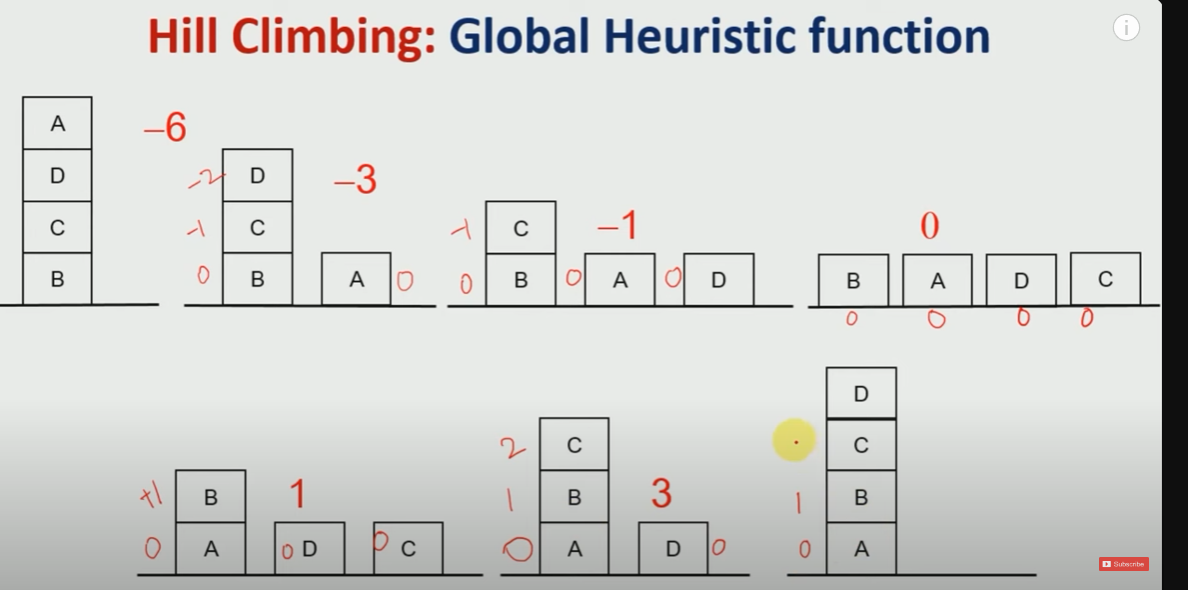 Hill Climbing: Global Heuristic function
i
A
D
C
B
–6
-2 D
-1 C
0 B
–3
A 0
-1 C
0 B
–1
0 A
0 D
0
B A D C
0 0 0 0
+1 B
0 A
1
0 D
0 C
2 C
1 B
0 A
3
D 0
D
C
1 B
0 A
Subscribe